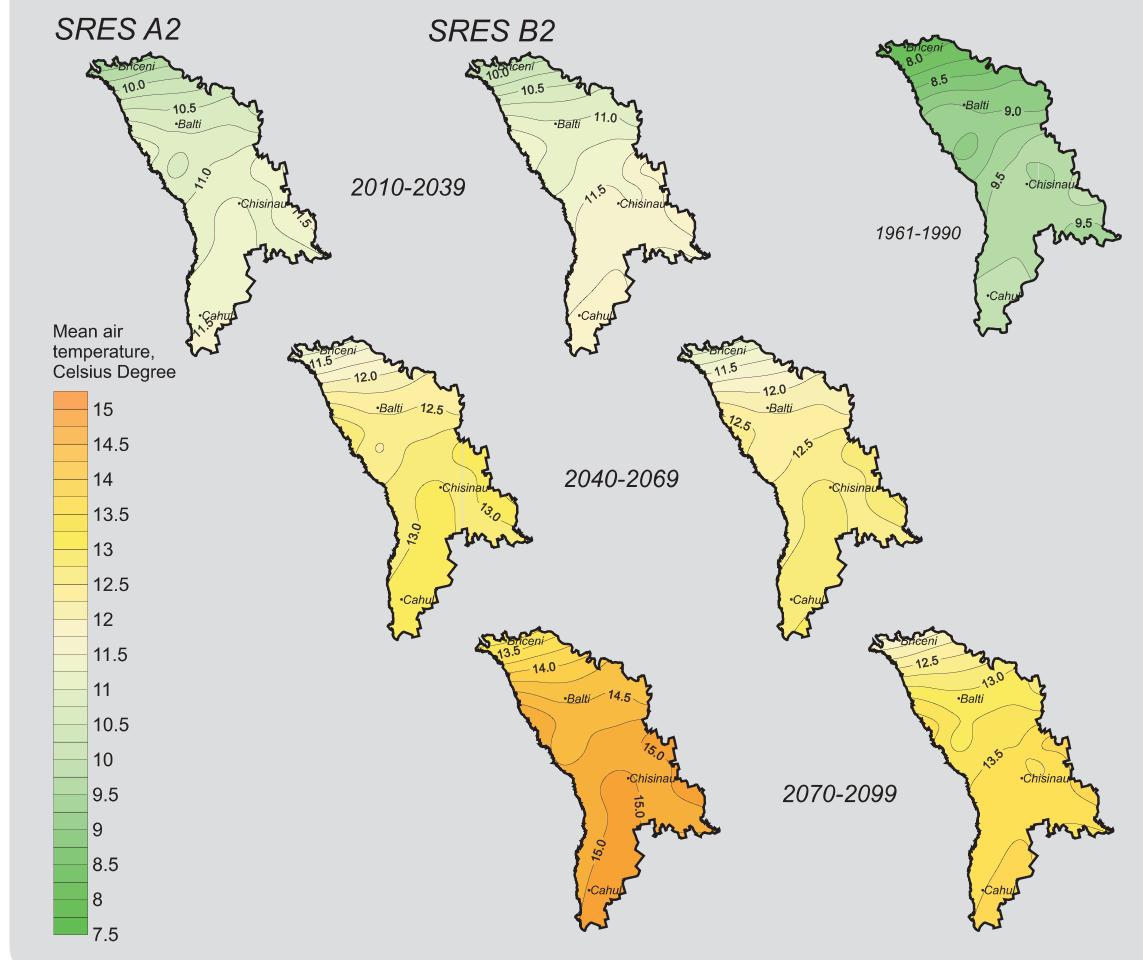 SRES A2
SRES B2
Briceni
10.0
10.5
Balti
11.0
Chisinau
11.5
Cahul
11.5
2010-2039
Briceni
10.0
10.5
11.0
Balti
11.5
Chisinau
Cahul
Briceni
8.0
8.5
Balti
9.0
9.5
Chisinau
9.5
Cahul
1961-1990
Mean air
temperature,
Celsius Degree
15
14.5
14
13.5
13
12.5
12
11.5
11
10.5
10
9.5
9
8.5
8
7.5
Briceni
11.5
12.0
Balti
12.5
Chisinau
13.0
13.0
Cahul
2040-2069
Briceni
11.5
12.0
Balti
12.5
12.5
Chisinau
Cahul
Briceni
13.5
14.0
Balti
14.5
15.0
Chisinau
15.0
15.0
Cahul
2070-2099
Briceni
12.5
13.0
Balti
13.5
Chisinau
Cahul